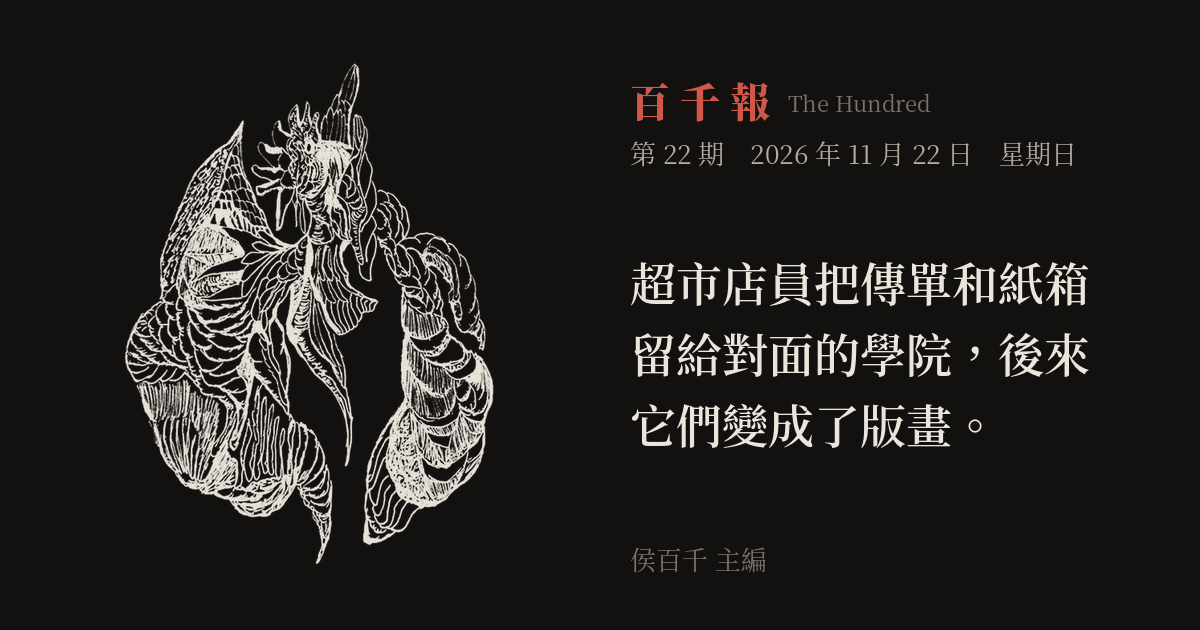 百千報 The Hundred
第 22 期　2026 年 11 月 22 日　星期日
超市店員把傳單和紙箱
留給對面的學院，後來
它們變成了版畫。
侯百千 主編